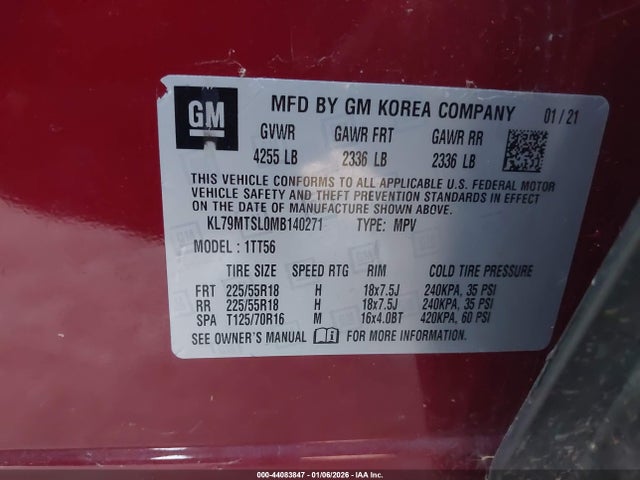 GM
MFD BY GM KOREA COMPANY 01/21
GVWR GAWR FRT GAWR RR
4255 LB 2336 LB 2336 LB
THIS VEHICLE CONFORMS TO ALL APPLICABLE U.S. FEDERAL MOTOR
VEHICLE SAFETY AND THEFT PREVENTION STANDARDS IN EFFECT
ON THE DATE OF MANUFACTURE SHOWN ABOVE.
KL79MTSL0MB140271 TYPE: MPV
MODEL: 1TT56
TIRE SIZE SPEED RTG RIM COLD TIRE PRESSURE
FRT 225/55R18 H 18x7.5J 240KPA, 35 PSI
RR 225/55R18 H 18x7.5J 240KPA, 35 PSI
SPA T125/70R16 M 16x4.0BT 420KPA, 60 PSI
SEE OWNER'S MANUAL FOR MORE INFORMATION.
000-44083847 - 01/06/2026 - IAA Inc.